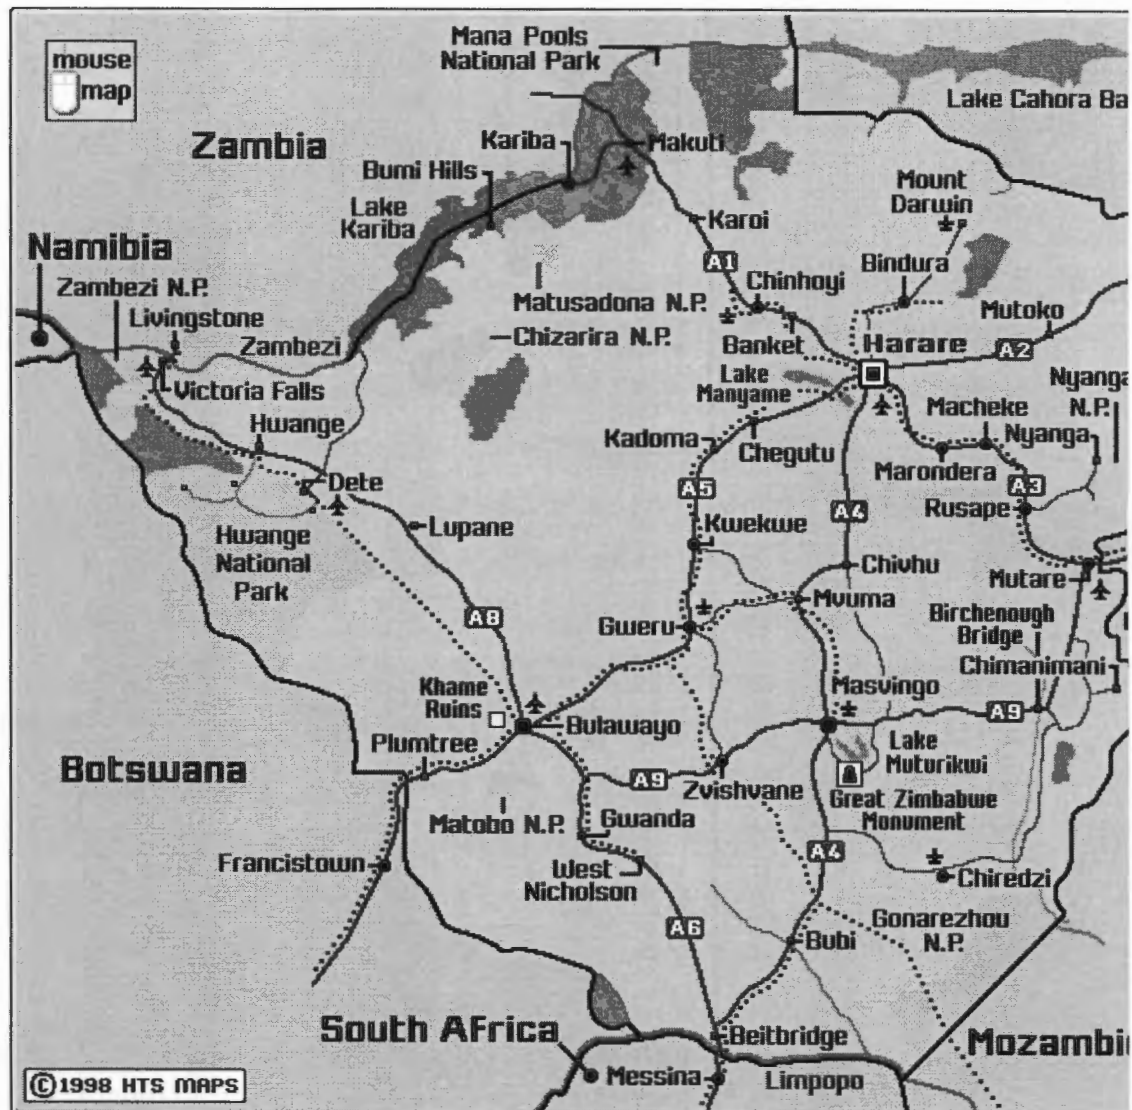 mouse
map
Mana Pools
National Park
Lake Cahora Ba
Zambia
Kariba
Makuti
Bumi Hills
Mount
Darwin
Lake
Kariba
Karoi
Namibia
A1
Bindura
Zambezi N.P.
Chinhoyi
Matusadona N.P.
Mutoko
Livingstone
Zambezi
Chizarira N.P.
Banket
Harare
A2
Lake
Manyame
Nyanga
N.P.
Victoria Falls
Macheke
Hwange
Kadoma
Chegutu
Nyanga
Marondera
Dete
A5
A3
Rusape
Lupane
Kwekwe
A4
Hwange
National
Park
Chivhu
Mutare
Mvuma
Birchenough
Bridge
A8
Gweru
Chimanimani
Khame
Ruins
Masvingo
A9
Bulawayo
Plumtree
Lake
Muturikwi
Botswana
A9
Zvishvane
Great Zimbabwe
Monument
Matobo N.P.
Gwanda
Francistown
West
Nicholson
A4
Chiredzi
Gonarezhou
N.P.
A6
Bubi
South Africa
Beitbridge
Mozambi
Messina
Limpopo
©1998 HTS MAPS